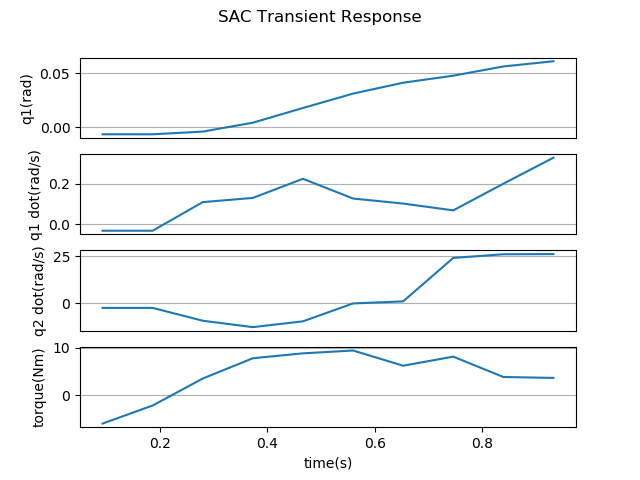 SAC Transient Response
q1(rad)
0.05
0.00
q1 dot(rad/s)
0.2
0.0
q2 dot(rad/s)
25
0
torque(Nm)
10
0
0.2 0.4 0.6 0.8
time(s)